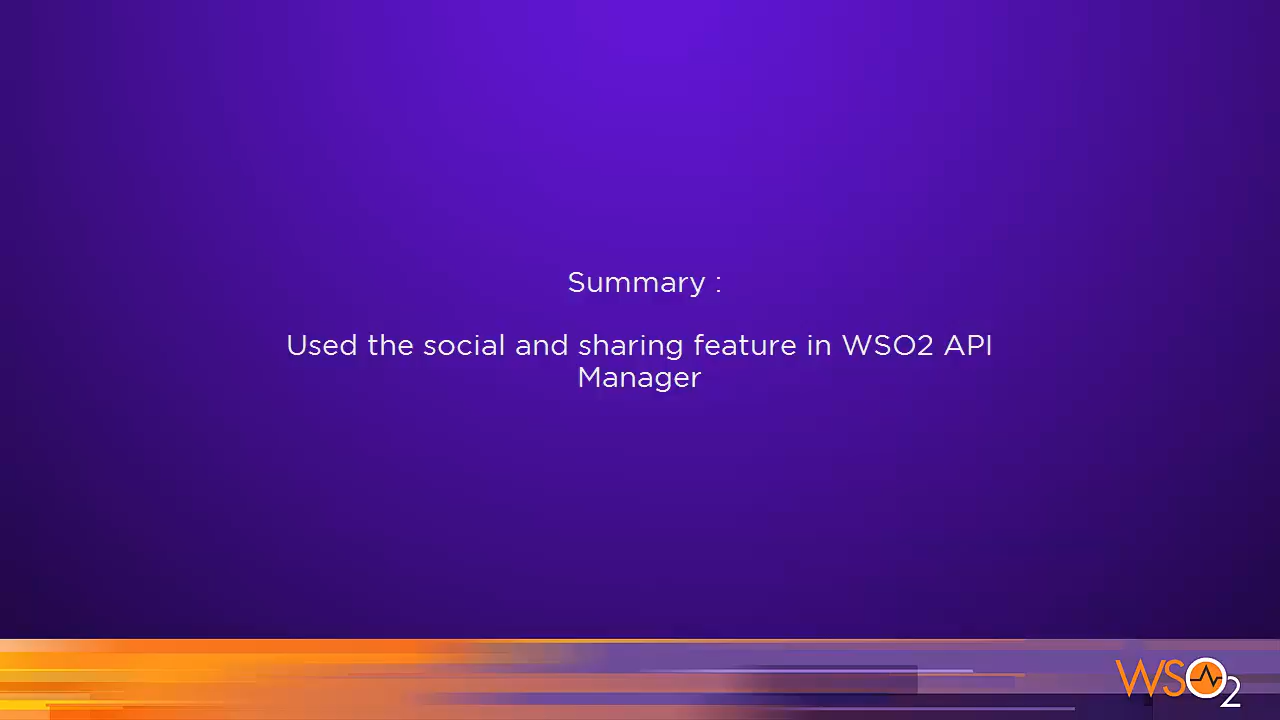 Summary :
Used the social and sharing feature in WSO2 API
Manager
WSO2